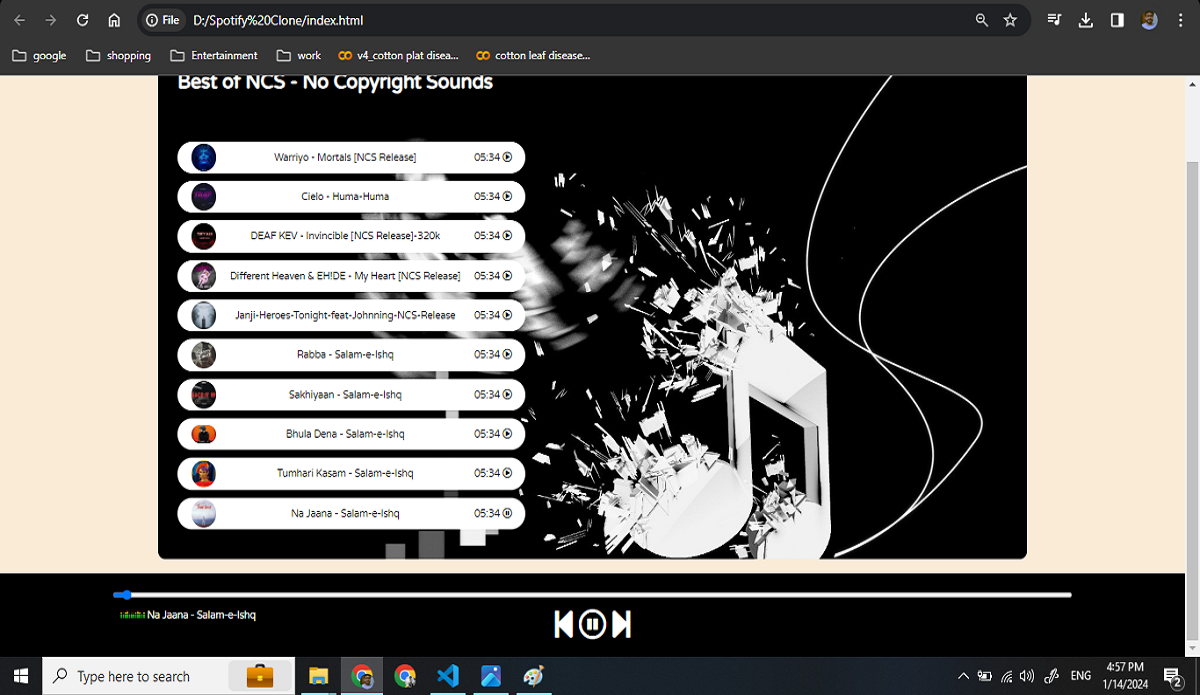 File D:/Spotify%20Clone/index.html
google shopping Entertainment work v4_cotton plat disea... cotton leaf disease...
Best of NCS - No Copyright Sounds
Warriyo - Mortals [NCS Release] 05:34
Cielo - Huma-Huma 05:34
DEAF KEV - Invincible [NCS Release]-320k 05:34
Different Heaven & EH!DE - My Heart [NCS Release] 05:34
Janji-Heroes-Tonight-feat-Johnning-NCS-Release 05:34
Rabba - Salam-e-Ishq 05:34
Sakhiyaan - Salam-e-Ishq 05:34
Bhula Dena - Salam-e-Ishq 05:34
Tumhari Kasam - Salam-e-Ishq 05:34
Na Jaana - Salam-e-Ishq 05:34
Na Jaana - Salam-e-Ishq
Type here to search
ENG
4:57 PM
1/14/2024
2